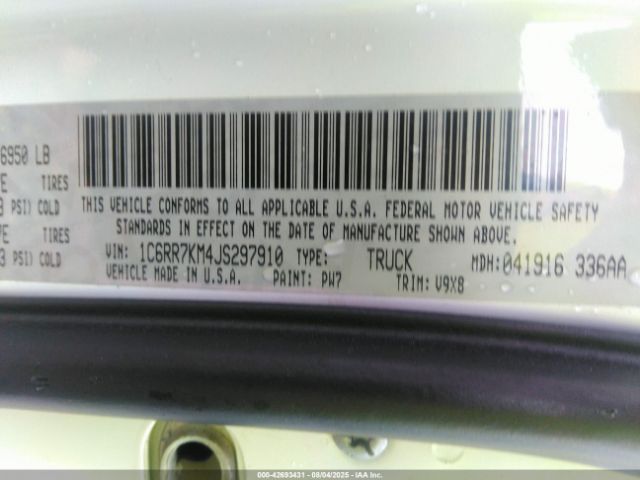 6950 LB
E TIRES
PSI) COLD
E TIRES
3 PSI) COLD
THIS VEHICLE CONFORMS TO ALL APPLICABLE U.S.A. FEDERAL MOTOR VEHICLE SAFETY
STANDARDS IN EFFECT ON THE DATE OF MANUFACTURE SHOWN ABOVE.
VIN: 1C6RR7KM4JS297910 TYPE: TRUCK MDH: 041916 336AA
VEHICLE MADE IN U.S.A. PAINT: PW7 TRIM: V9X8
000-42693431 - 08/04/2025 - IAA Inc.